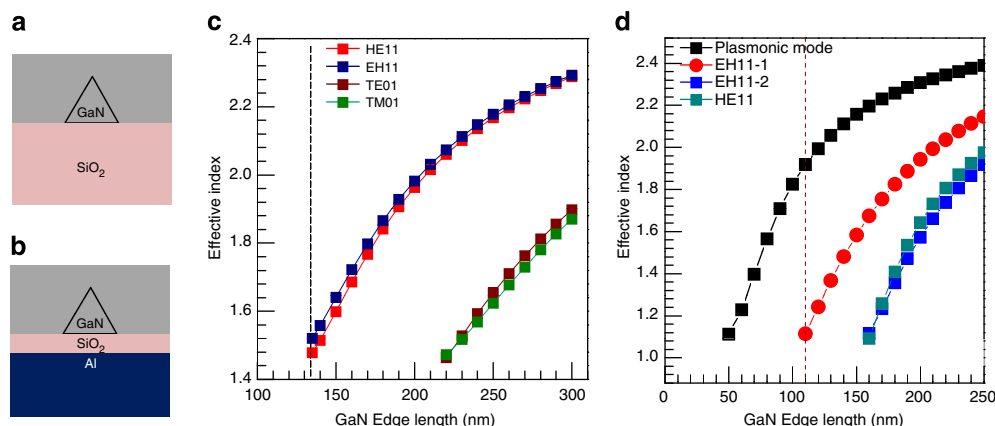 a
GaN
SiO2
b
GaN
SiO2
Al
c
HE11
EH11
TE01
TM01
2.4
2.2
2.0
1.8
1.6
1.4
Effective index
100 150 200 250 300
GaN Edge length (nm)
d
Plasmonic mode
EH11-1
EH11-2
HE11
2.4
2.2
2.0
1.8
1.6
1.4
1.2
1.0
Effective index
0 50 100 150 200 250
GaN Edge length (nm)